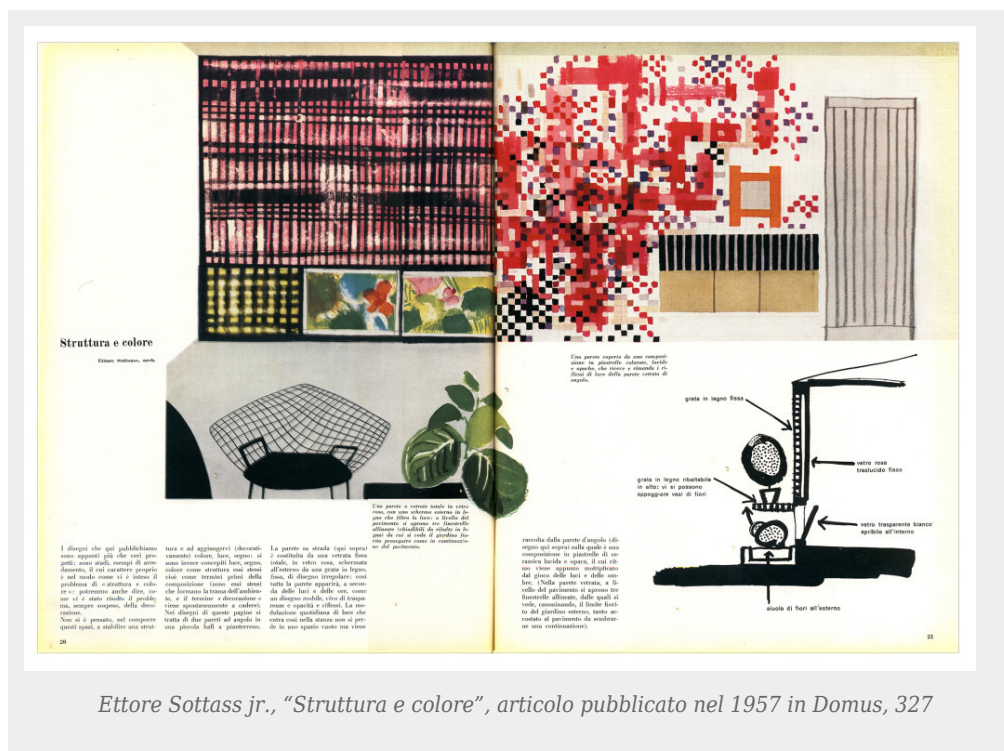 Struttura e colore
Ettore Sottsass, arch.
I disegni che qui pubblichiamo
sono appunti più che veri pro-
getti: sono studi, esempi di arre-
damento, il cui carattere proprio
è nel modo come vi è inteso il
problema di « struttura e colo-
re »: potremmo anche dire, co-
me vi è stato risolto il proble-
ma, sempre sospeso, della deco-
razione.
Non si è pensato, nel comporre
questi spazi, a stabilire una strut-
tura e ad aggiungervi (decorati-
vamente) colore, luce, segno: si
sono invece concepiti luce, segno,
colore come struttura essi stessi
cioè come termini primi della
composizione (sono essi stessi
che formano la trama dell'ambien-
te, e il termine « decorazione »
viene spontaneamente a cadere).
Nei disegni di queste pagine si
tratta di due pareti ad angolo in
una piccola hall a pianterreno.
La parete su strada (qui sopra)
è costituita da una vetrata fissa
totale, in vetro rosa, schermata
all'esterno da una grata in legno,
fissa, di disegno irregolare: così
tutta la parete apparirà, a secon-
da delle luci e delle ore, come
un disegno mobile, vivo di traspa-
renze e opacità e riflessi. La mo-
dulazione quotidiana di luce che
entra così nella stanza non si per-
de in uno spazio vuoto ma viene
20
Una parete a vetrata totale in vetro
rosa, con uno schermo esterno in le-
gno che filtra la luce: a livello del
pavimento si aprono tre finestrelle
allineate (chiudibili da ribalte in le-
gno) da cui si vede il giardino fio-
rito proseguire come in continuazio-
ne del pavimento.
Una parete coperta da una composi-
zione in piastrelle colorate, lucide
e opache, che riceve e rimanda i ri-
flessi di luce della parete vetrata di
angolo.
raccolta dalla parete d'angolo (di-
segno qui sopra) sulla quale è una
composizione in piastrelle di ce-
ramica lucida e opaca, il cui rit-
mo viene appunto moltiplicato
dal gioco delle luci e delle om-
bre. (Nella parete vetrata, a li-
vello del pavimento si aprono tre
finestrelle allineate, dalle quali si
vede, camminando, il limite fiori-
to del giardino esterno, tanto ac-
costato al pavimento da sembrar-
ne una continuazione).
grata in legno fissa
vetro rosa
traslucido fisso
grata in legno ribaltabile
in alto: vi si possono
appoggiare vasi di fiori
vetro trasparente bianco
apribile all'interno
aiuola di fiori all'esterno
21
Ettore Sottass jr., “Struttura e colore”, articolo pubblicato nel 1957 in Domus, 327